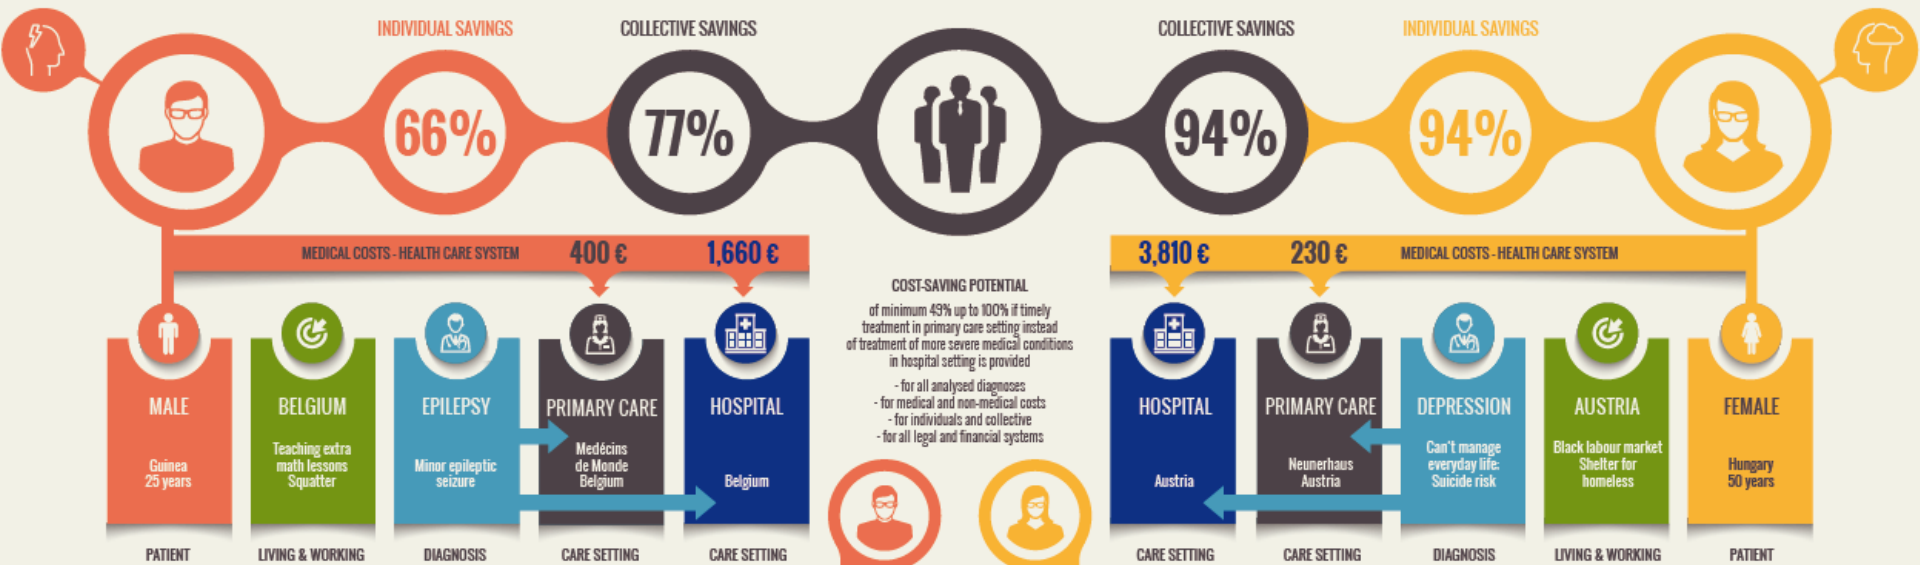 INDIVIDUAL SAVINGS
COLLECTIVE SAVINGS
COLLECTIVE SAVINGS
INDIVIDUAL SAVINGS
66%
77%
94%
94%
MEDICAL COSTS - HEALTH CARE SYSTEM
400 €
1,660 €
3,810 €
230 €
MEDICAL COSTS - HEALTH CARE SYSTEM
COST-SAVING POTENTIAL
of minimum 49% up to 100% if timely
treatment in primary care setting instead
of treatment of more severe medical conditions
in hospital setting is provided
- for all analysed diagnoses
- for medical and non-medical costs
- for individuals and collective
- for all legal and financial systems
MALE
Guinea
25 years
PATIENT
BELGIUM
Teaching extra
math lessons
Squatter
LIVING & WORKING
EPILEPSY
Minor epileptic
seizure
DIAGNOSIS
PRIMARY CARE
Medécins
de Monde
Belgium
CARE SETTING
HOSPITAL
Belgium
CARE SETTING
HOSPITAL
Austria
CARE SETTING
PRIMARY CARE
Neunerhaus
Austria
CARE SETTING
DEPRESSION
Can't manage
everyday life;
Suicide risk
DIAGNOSIS
AUSTRIA
Black labour market
Shelter for
homeless
LIVING & WORKING
FEMALE
Hungary
50 years
PATIENT